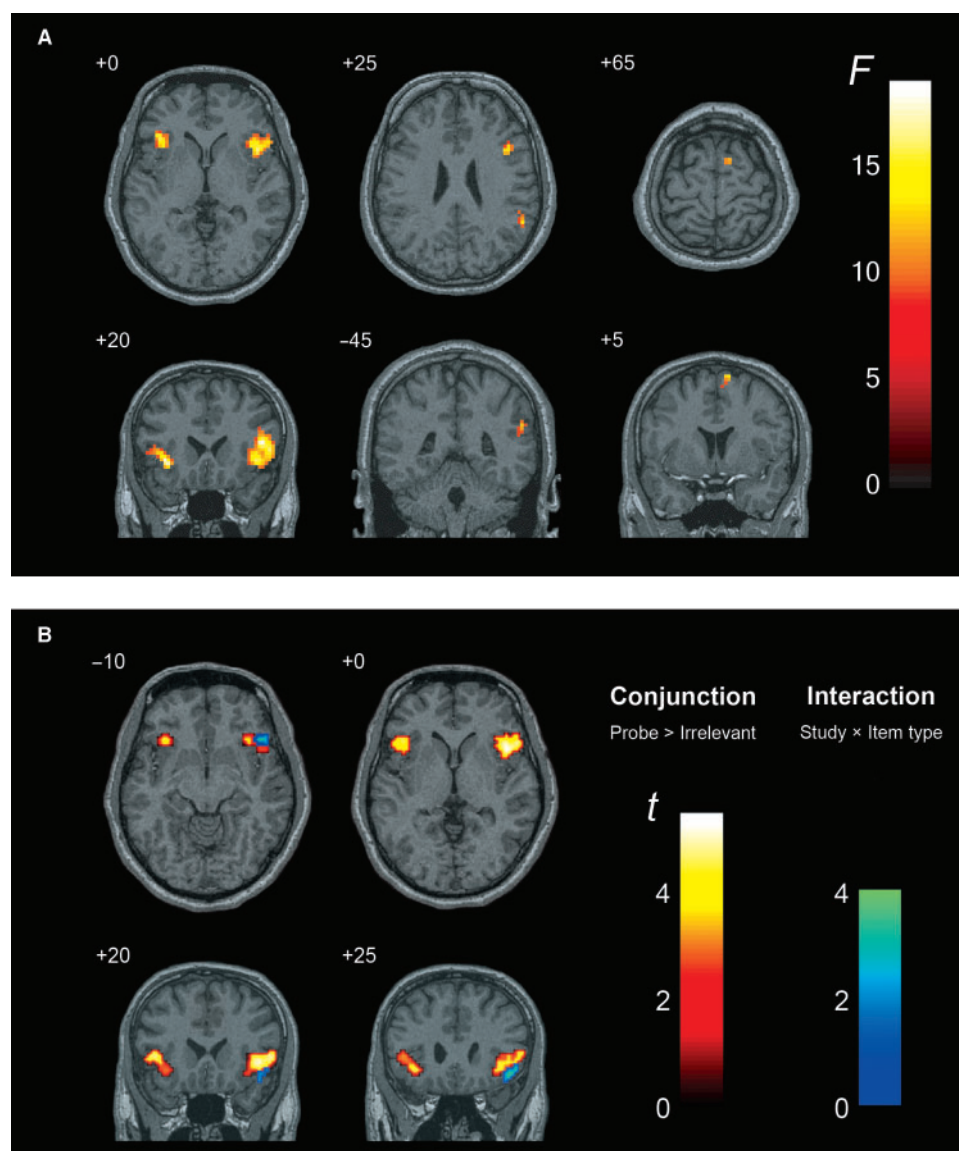 A
+0
+25
+65
F
15
10
5
0
+20
−45
+5
B
−10
+0
Conjunction
Probe > Irrelevant
Interaction
Study × Item type
t
4
2
0
4
2
0
+20
+25